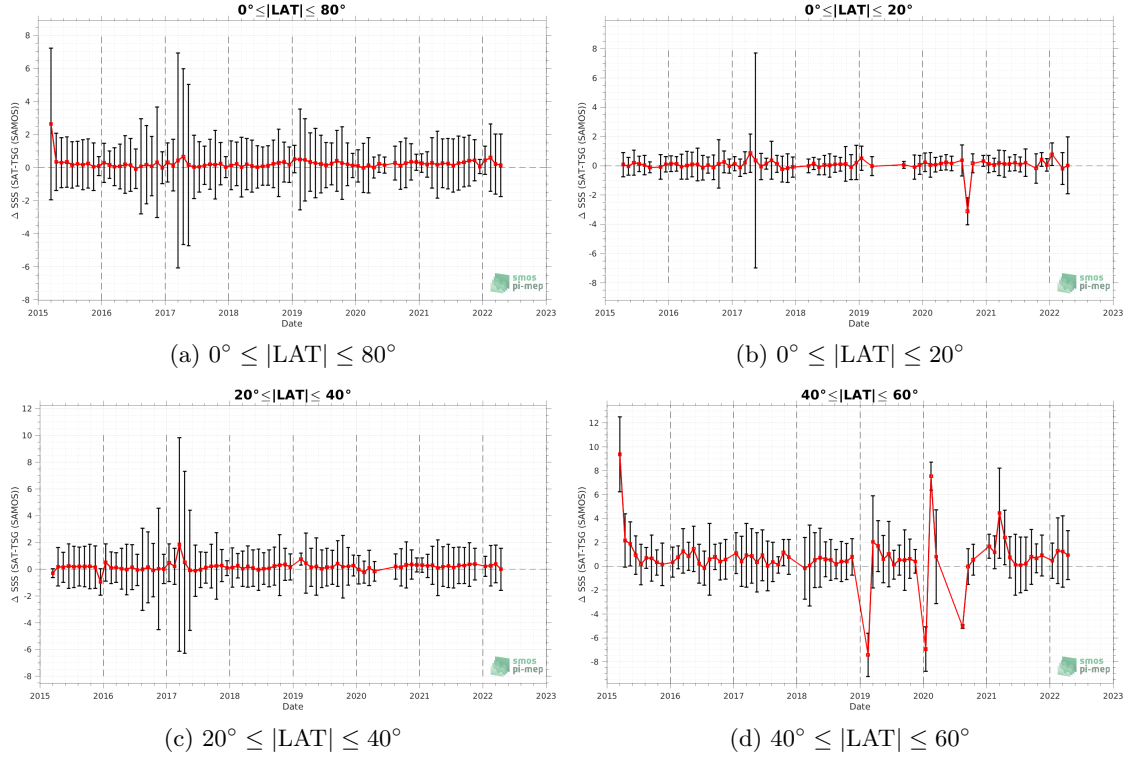 0°≤|LAT|≤ 80°
Δ SSS (SAT-TSG (SAMOS))
8
6
4
2
0
-2
-4
-6
-8
2015 2016 2017 2018 2019 2020 2021 2022 2023
Date
smos
pi-mep
(a) 0° ≤ |LAT| ≤ 80°
0°≤|LAT|≤ 20°
Δ SSS (SAT-TSG (SAMOS))
8
6
4
2
0
-2
-4
-6
-8
2015 2016 2017 2018 2019 2020 2021 2022 2023
Date
smos
pi-mep
(b) 0° ≤ |LAT| ≤ 20°
20°≤|LAT|≤ 40°
Δ SSS (SAT-TSG (SAMOS))
12
10
8
6
4
2
0
-2
-4
-6
-8
2015 2016 2017 2018 2019 2020 2021 2022 2023
Date
smos
pi-mep
(c) 20° ≤ |LAT| ≤ 40°
40°≤|LAT|≤ 60°
Δ SSS (SAT-TSG (SAMOS))
12
10
8
6
4
2
0
-2
-4
-6
-8
2015 2016 2017 2018 2019 2020 2021 2022 2023
Date
smos
pi-mep
(d) 40° ≤ |LAT| ≤ 60°